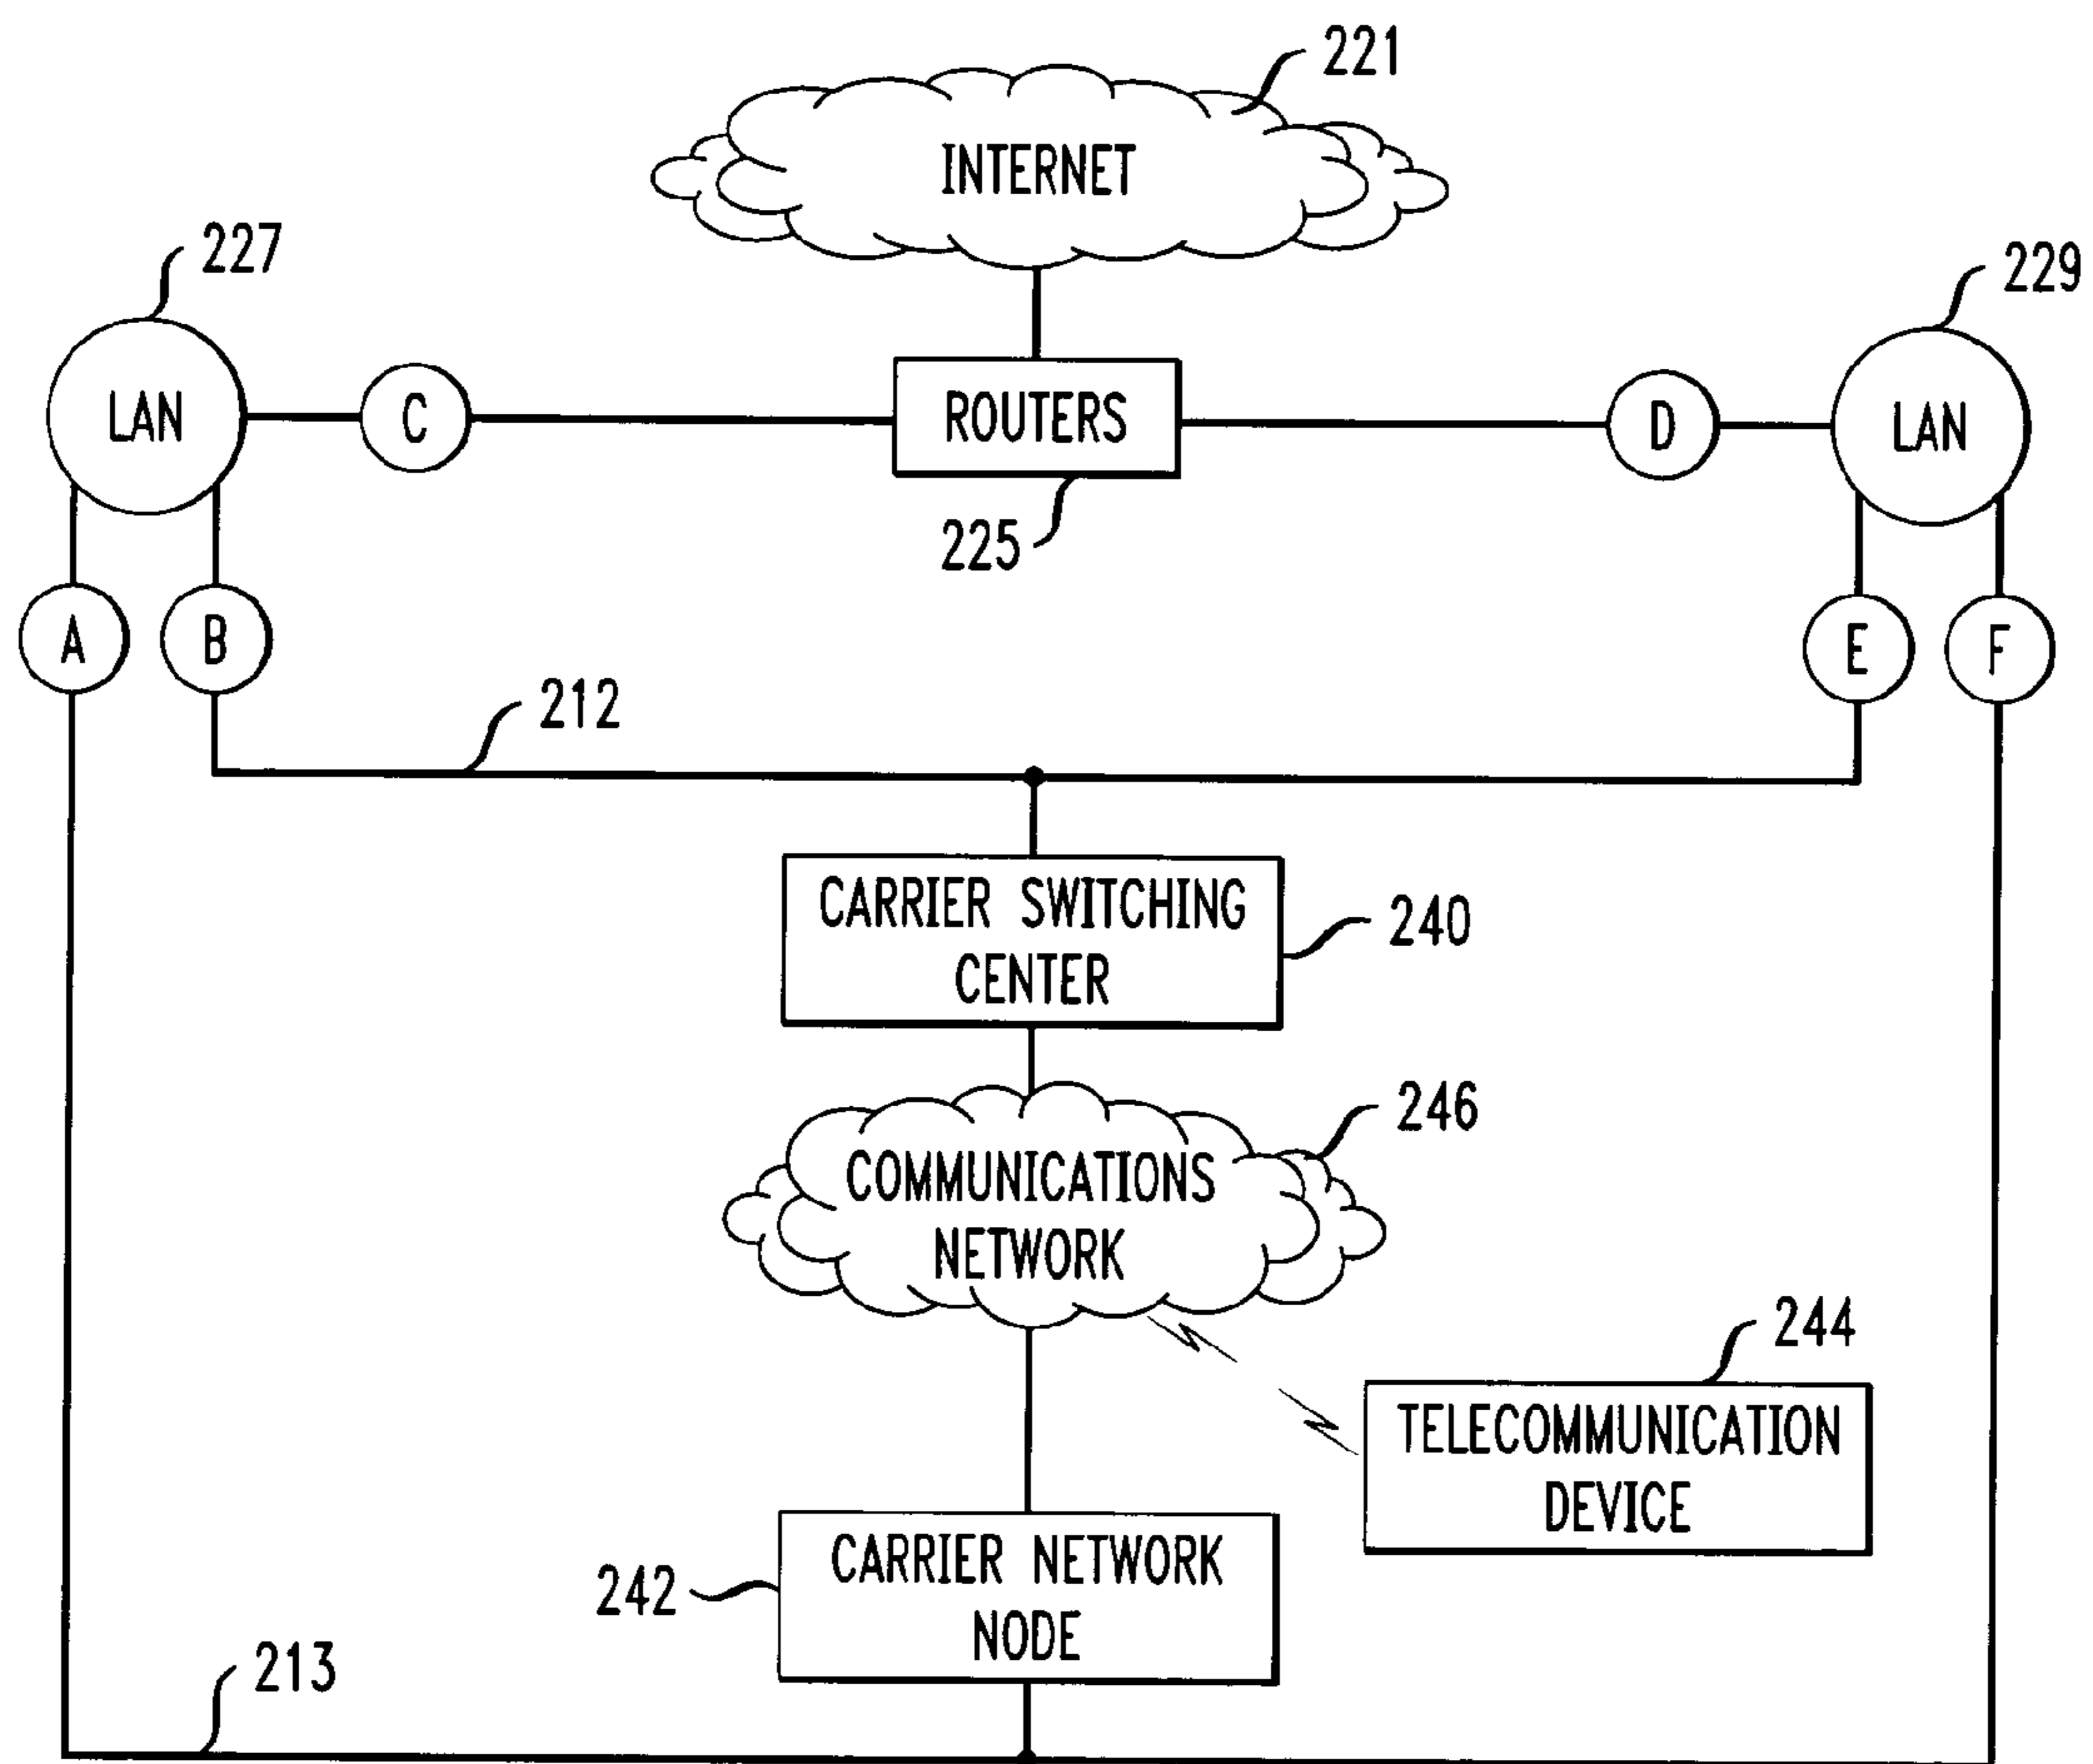 221
INTERNET
227
229
LAN
C
ROUTERS
D
LAN
225
A
B
E
F
212
CARRIER SWITCHING
CENTER
240
246
COMMUNICATIONS
NETWORK
244
TELECOMMUNICATION
DEVICE
CARRIER NETWORK
NODE
242
213